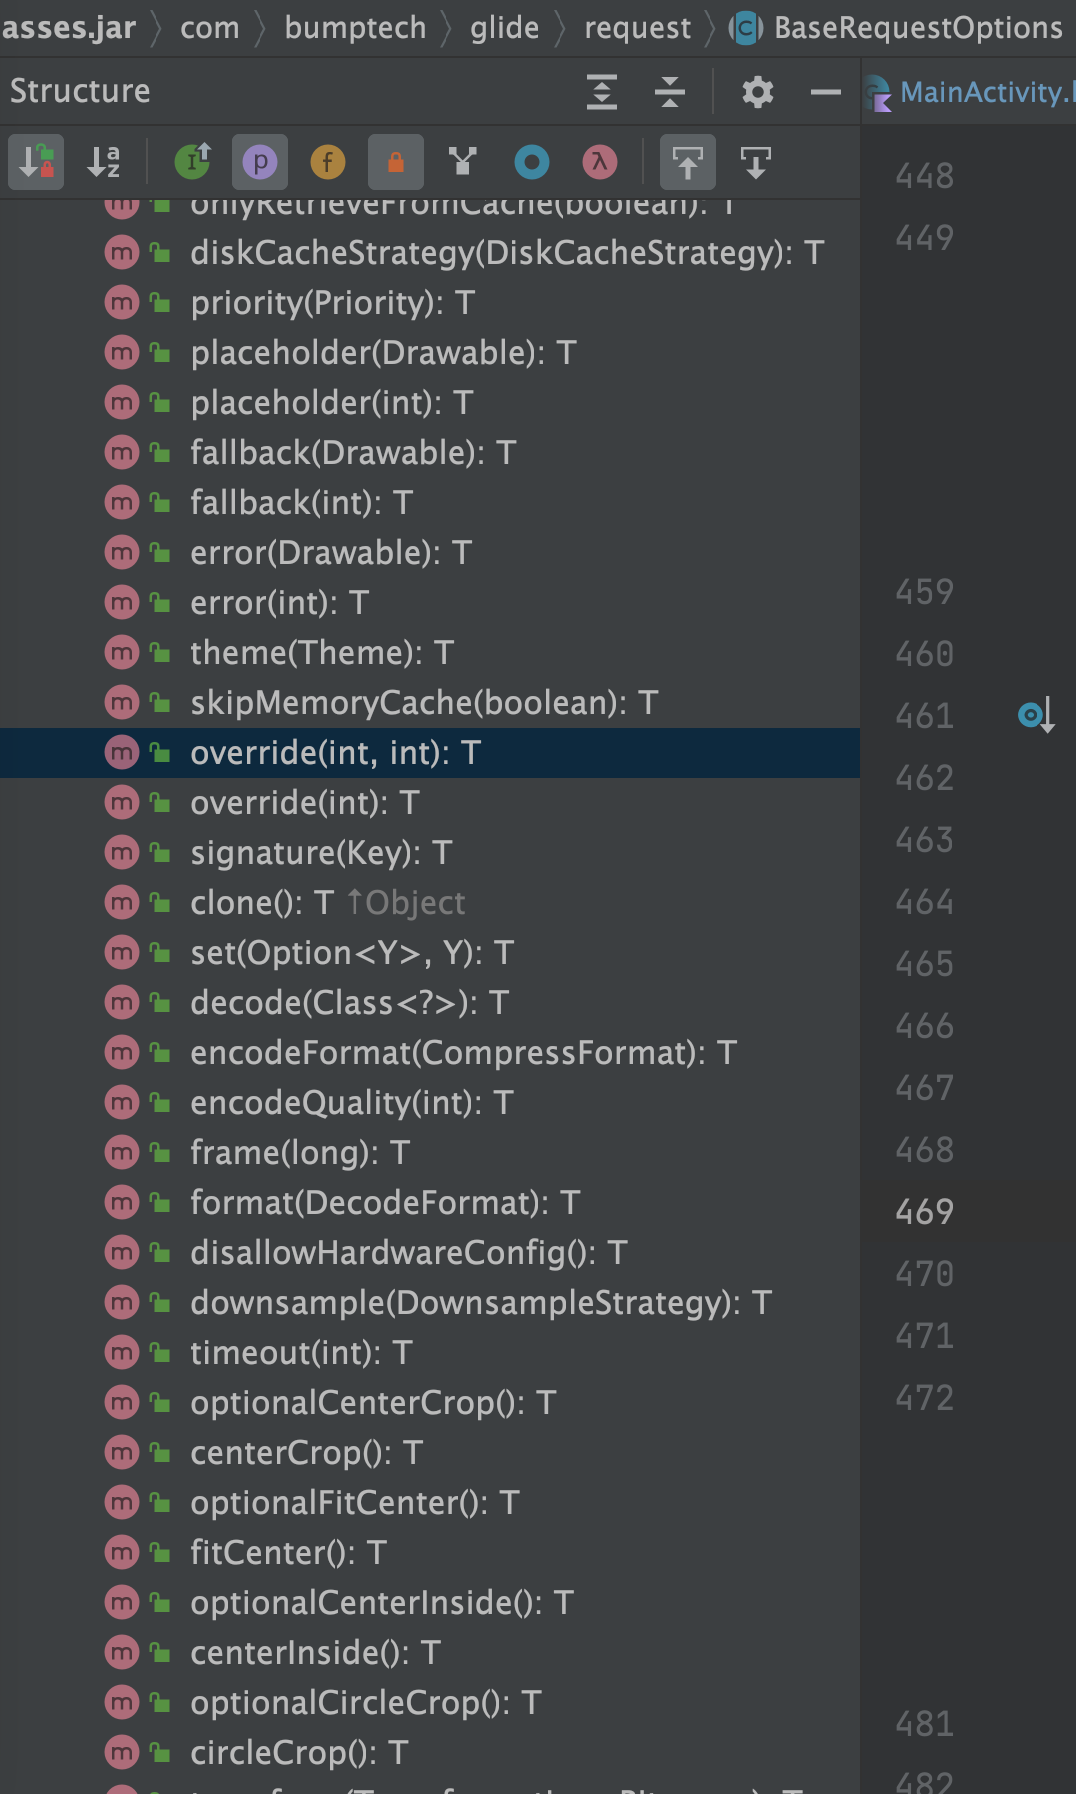 asses.jar com bumptech glide request C BaseRequestOptions
Structure
MainActivity.
a z I p f λ
onlyRetrieveFromCache(boolean): T
m diskCacheStrategy(DiskCacheStrategy): T
m priority(Priority): T
m placeholder(Drawable): T
m placeholder(int): T
m fallback(Drawable): T
m fallback(int): T
m error(Drawable): T
m error(int): T
m theme(Theme): T
m skipMemoryCache(boolean): T
m override(int, int): T
m override(int): T
m signature(Key): T
m clone(): T ↑Object
m set(Option<Y>, Y): T
m decode(Class<?>): T
m encodeFormat(CompressFormat): T
m encodeQuality(int): T
m frame(long): T
m format(DecodeFormat): T
m disallowHardwareConfig(): T
m downsample(DownsampleStrategy): T
m timeout(int): T
m optionalCenterCrop(): T
m centerCrop(): T
m optionalFitCenter(): T
m fitCenter(): T
m optionalCenterInside(): T
m centerInside(): T
m optionalCircleCrop(): T
m circleCrop(): T
448
449
459
460
461
462
463
464
465
466
467
468
469
470
471
472
481
482